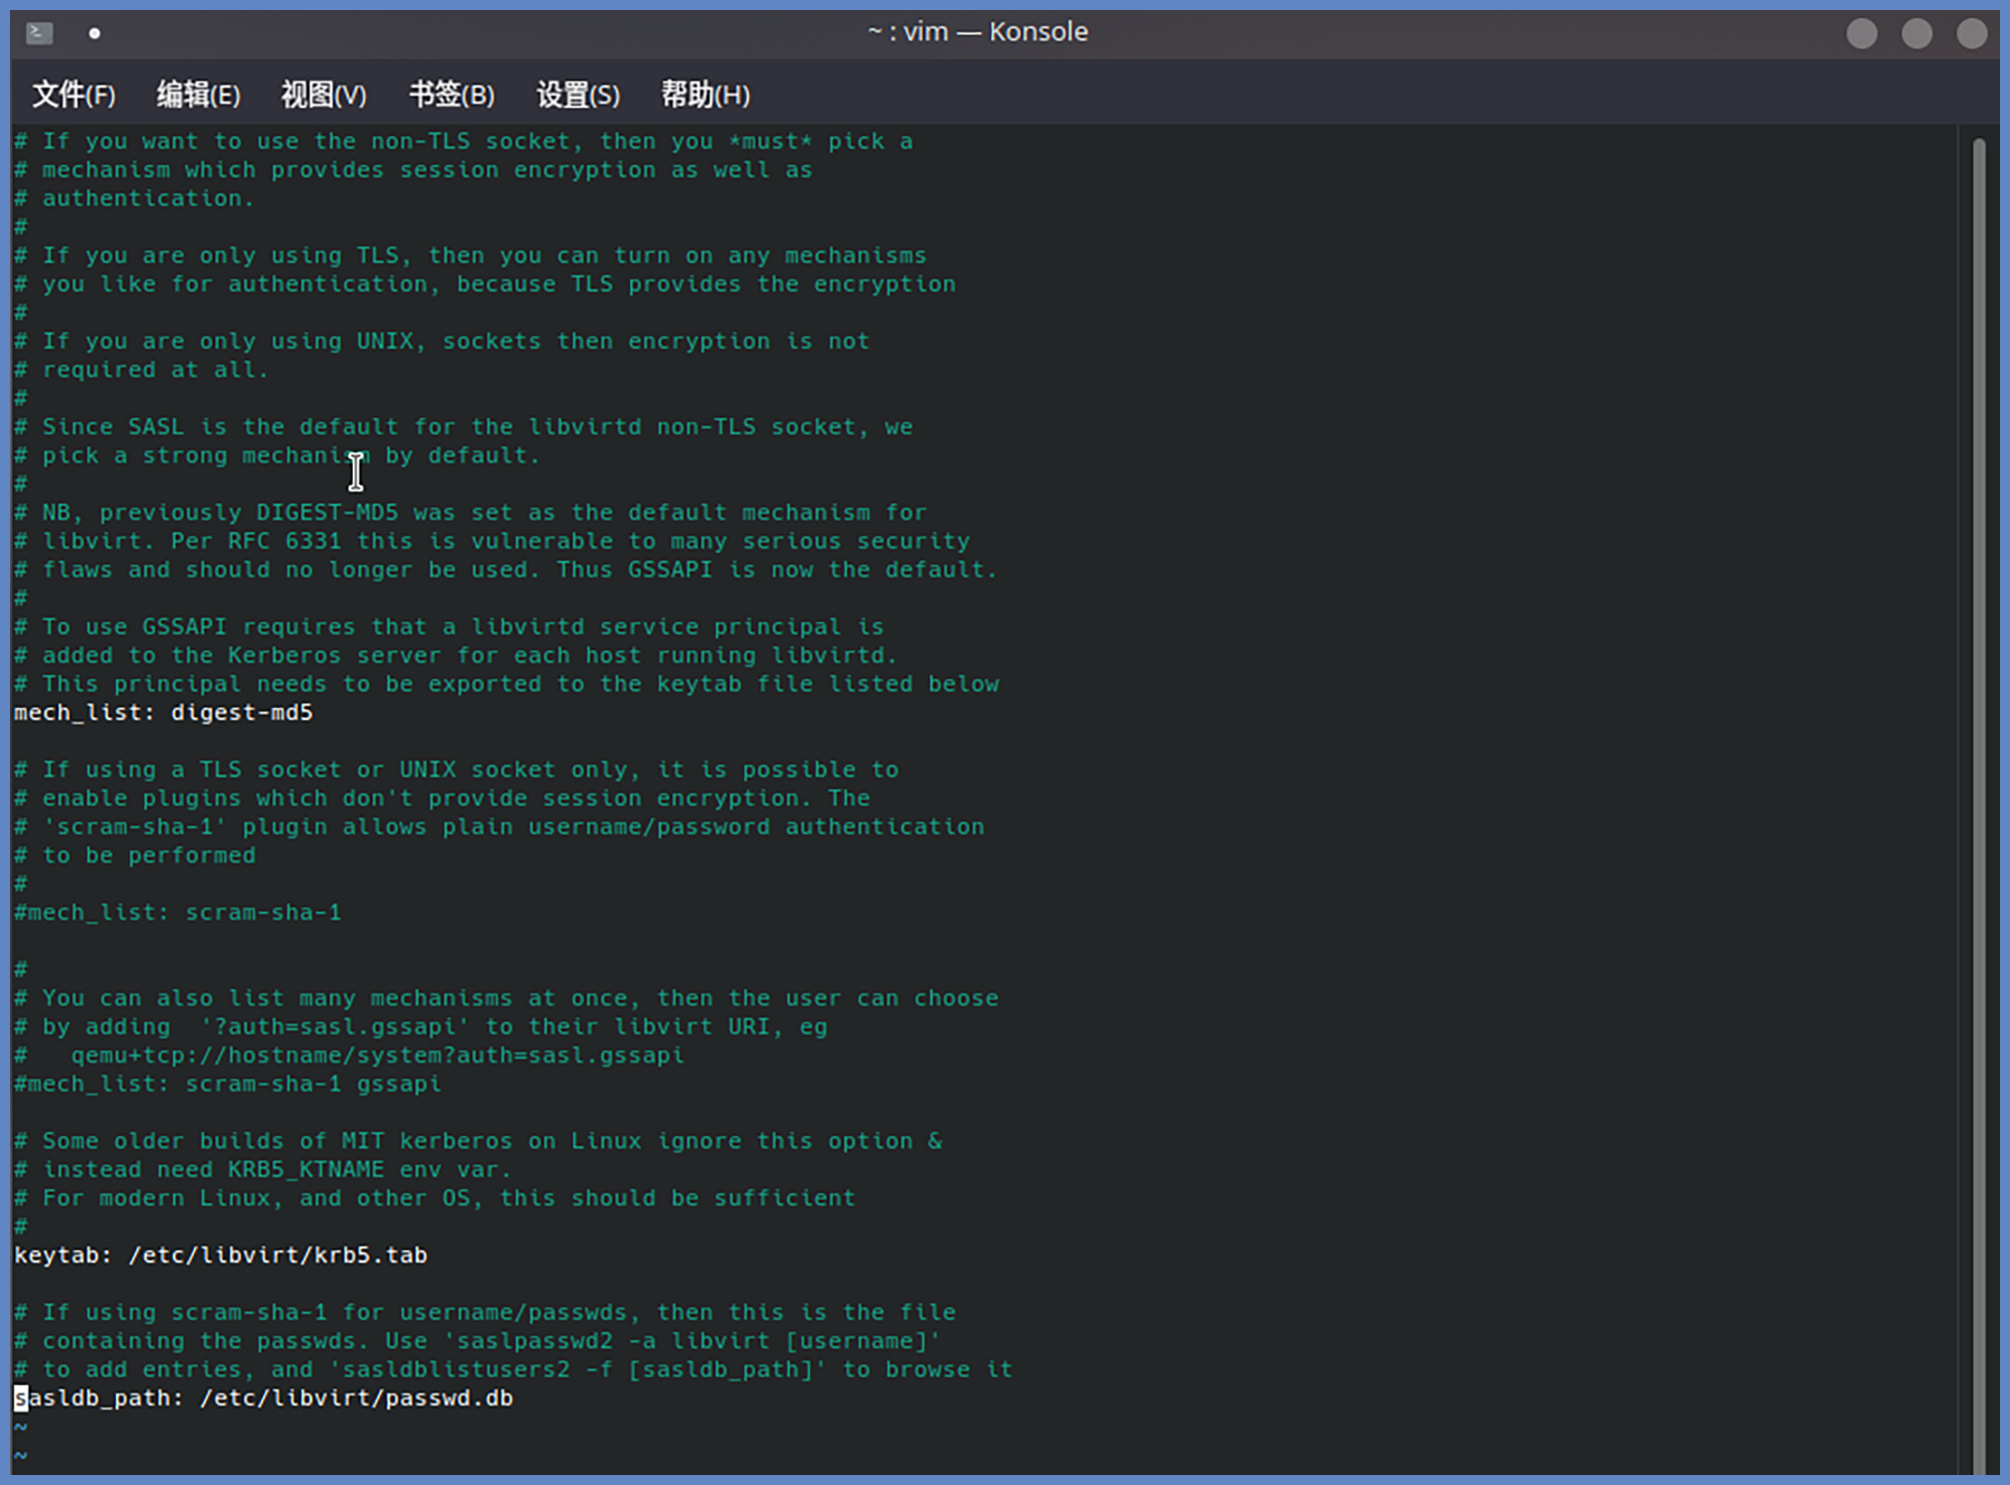 ~ : vim — Konsole
文件(F) 编辑(E) 视图(V) 书签(B) 设置(S) 帮助(H)
# If you want to use the non-TLS socket, then you *must* pick a
# mechanism which provides session encryption as well as
# authentication.
#
# If you are only using TLS, then you can turn on any mechanisms
# you like for authentication, because TLS provides the encryption
#
# If you are only using UNIX, sockets then encryption is not
# required at all.
#
# Since SASL is the default for the libvirtd non-TLS socket, we
# pick a strong mechanism by default.
#
# NB, previously DIGEST-MD5 was set as the default mechanism for
# libvirt. Per RFC 6331 this is vulnerable to many serious security
# flaws and should no longer be used. Thus GSSAPI is now the default.
#
# To use GSSAPI requires that a libvirtd service principal is
# added to the Kerberos server for each host running libvirtd.
# This principal needs to be exported to the keytab file listed below
mech_list: digest-md5

# If using a TLS socket or UNIX socket only, it is possible to
# enable plugins which don't provide session encryption. The
# 'scram-sha-1' plugin allows plain username/password authentication
# to be performed
#
#mech_list: scram-sha-1

#
# You can also list many mechanisms at once, then the user can choose
# by adding  '?auth=sasl.gssapi' to their libvirt URI, eg
#   qemu+tcp://hostname/system?auth=sasl.gssapi
#mech_list: scram-sha-1 gssapi

# Some older builds of MIT kerberos on Linux ignore this option &
# instead need KRB5_KTNAME env var.
# For modern Linux, and other OS, this should be sufficient
#
keytab: /etc/libvirt/krb5.tab

# If using scram-sha-1 for username/passwds, then this is the file
# containing the passwds. Use 'saslpasswd2 -a libvirt [username]'
# to add entries, and 'sasldblistusers2 -f [sasldb_path]' to browse it
sasldb_path: /etc/libvirt/passwd.db
~
~